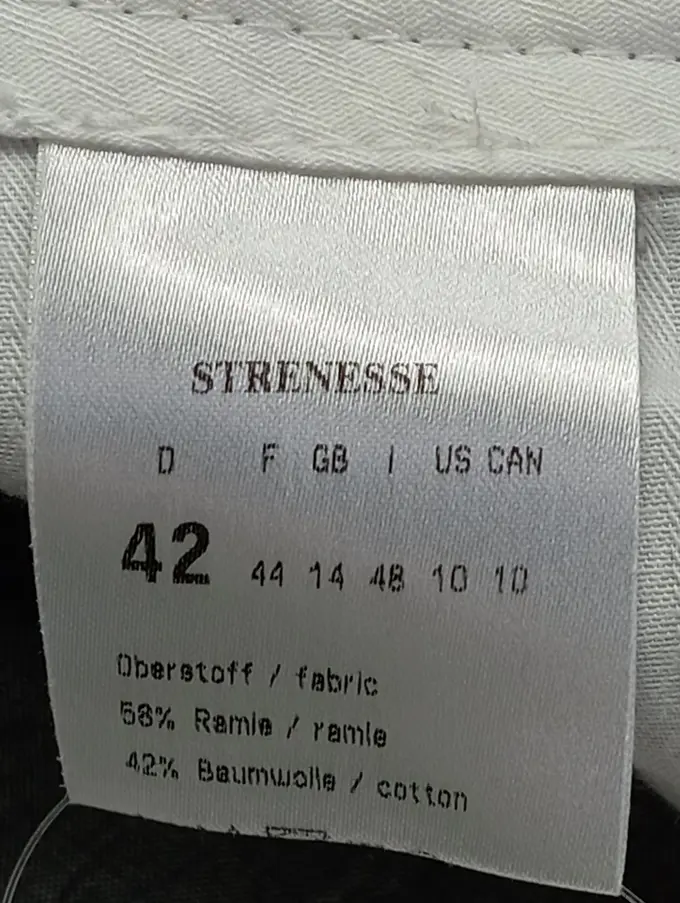 STRENESSE
D F GB I US CAN
42 44 14 48 10 10
Oberstoff / fabric
58% Ramie / ramie
42% Baumwolle / cotton